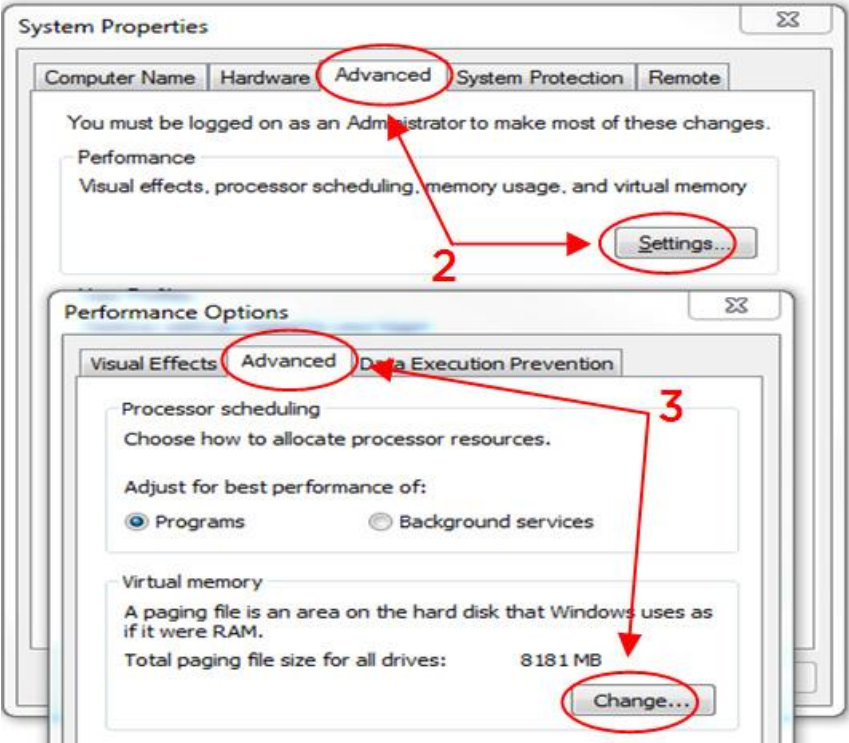 System Properties
Computer Name Hardware Advanced System Protection Remote
You must be logged on as an Administrator to make most of these changes.
Performance
Visual effects, processor scheduling, memory usage, and virtual memory
Settings...
2
Performance Options
Visual Effects Advanced Data Execution Prevention
3
Processor scheduling
Choose how to allocate processor resources.
Adjust for best performance of:
Programs Background services
Virtual memory
A paging file is an area on the hard disk that Windows uses as
if it were RAM.
Total paging file size for all drives: 8181 MB
Change...